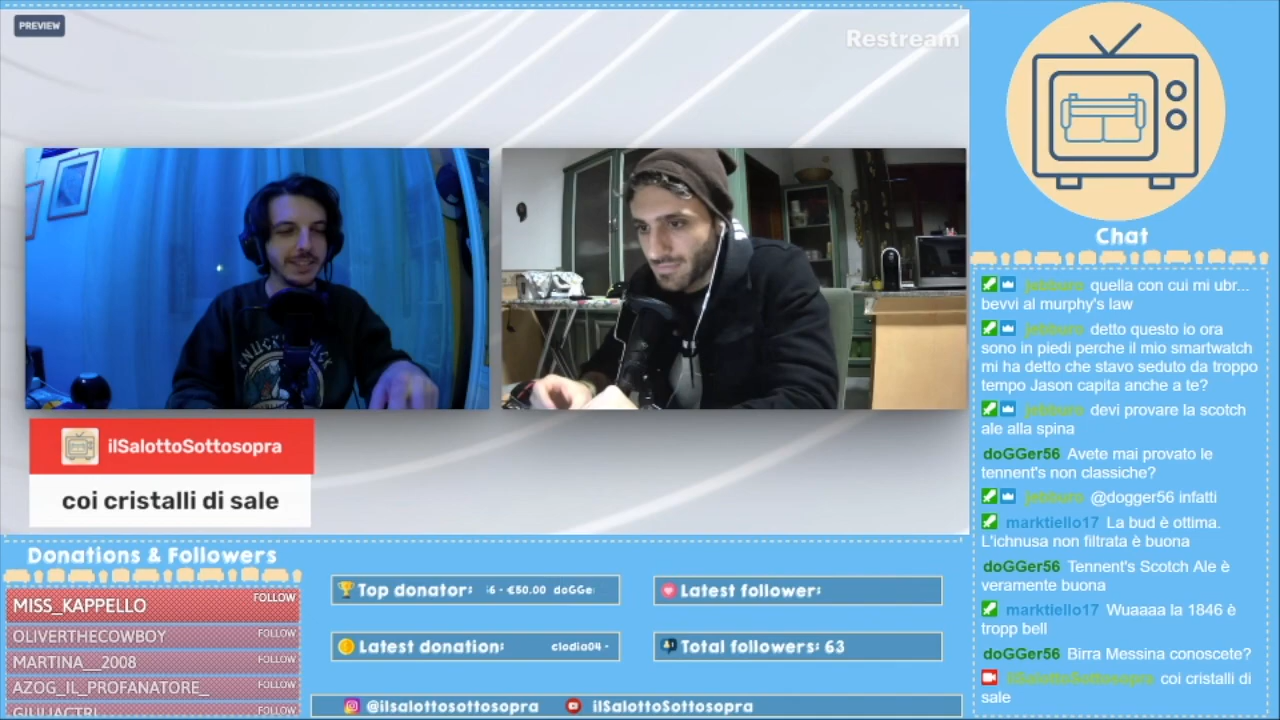 PREVIEW
Restream
ilSalottoSottosopra
coi cristalli di sale
Chat
jebburo quella con cui mi ubr...
bevvi al murphy's law
detto questo io ora
sono in piedi perche il mio smartwatch
mi ha detto che stavo seduto da troppo
tempo Jason capita anche a te?
devi provare la scotch
ale alla spina
doGGer56 Avete mai provato le
tennent's non classiche?
@dogger56 infatti
marktiello17 La bud è ottima.
L'ichnusa non filtrata è buona
doGGer56 Tennent's Scotch Ale è
veramente buona
marktiello17 Wuaaaa la 1846 è
tropp bell
doGGer56 Birra Messina conoscete?
ilSalottoSottosopra coi cristalli di
sale
Donations & Followers
MISS_KAPPELLO FOLLOW
OLIVERTHECOWBOY FOLLOW
MARTINA__2008 FOLLOW
AZOG_IL_PROFANATORE_ FOLLOW
FOLLOW
Top donator: 6 - €50.00 doGGe
Latest follower:
Latest donation: clodia04 -
Total followers: 63
@ilsalottosottosopra ilSalottoSottosopra